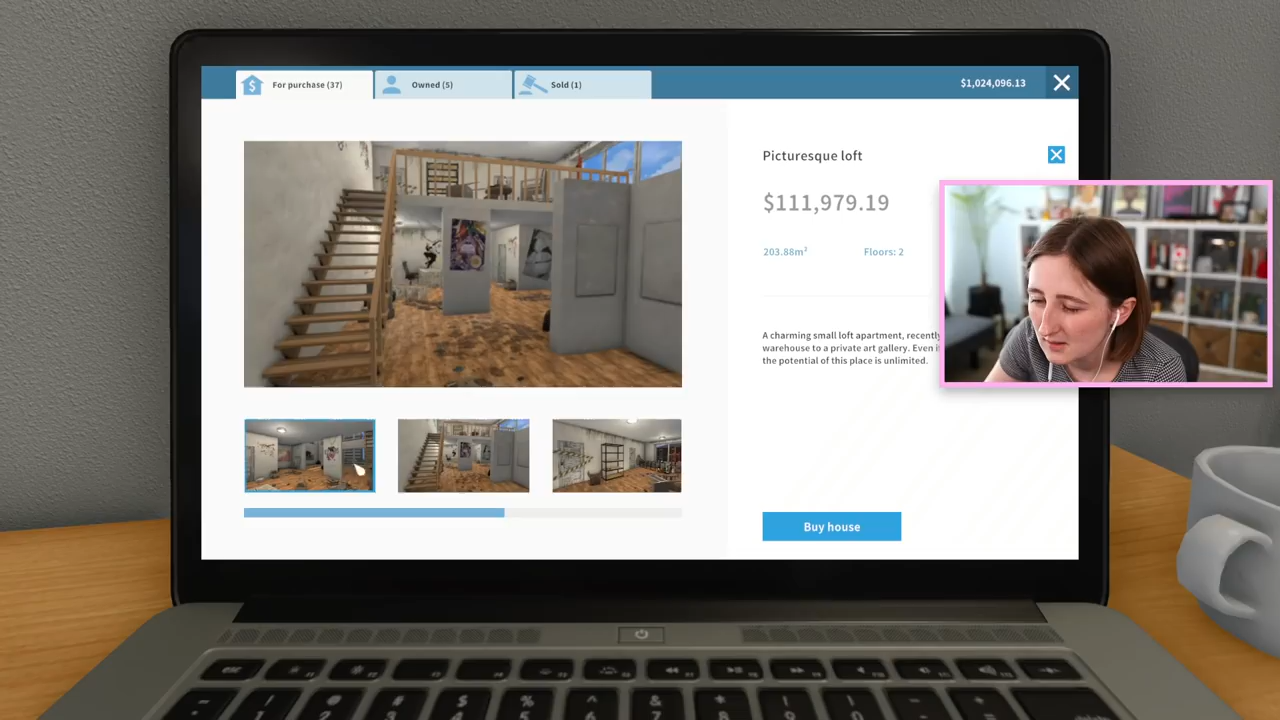 For purchase (37)
Owned (5)
Sold (1)
$1,024,096.13
Picturesque loft
$111,979.19
203.88m²
Floors: 2
A charming small loft apartment, recently
warehouse to a private art gallery. Even
the potential of this place is unlimited.
Buy house
esc